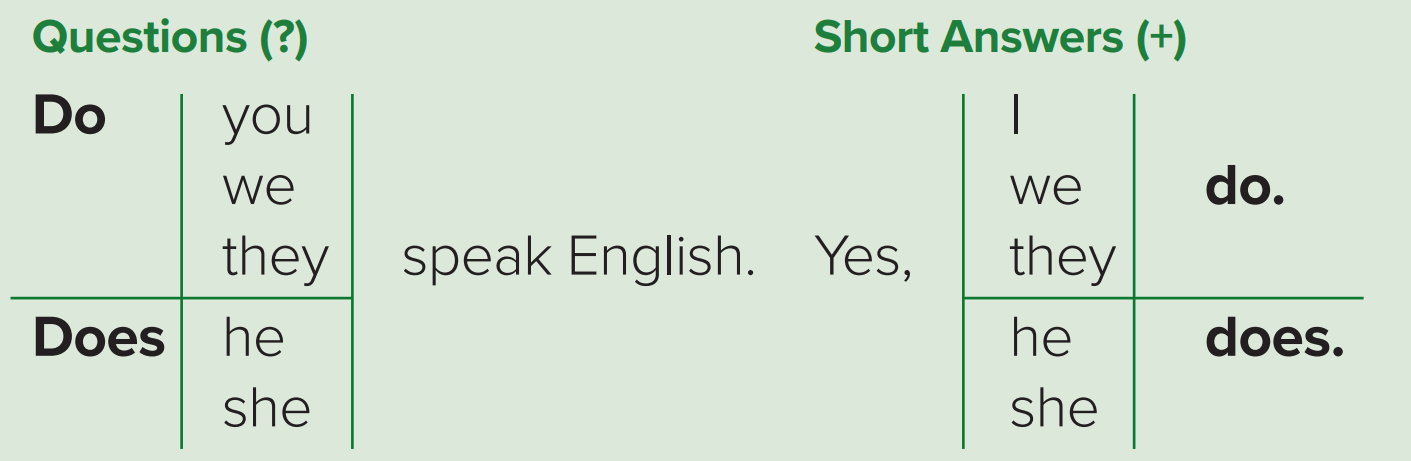 Questions (?) Short Answers (+)
Do you I
we we do.
they speak English. Yes, they
Does he he does.
she she